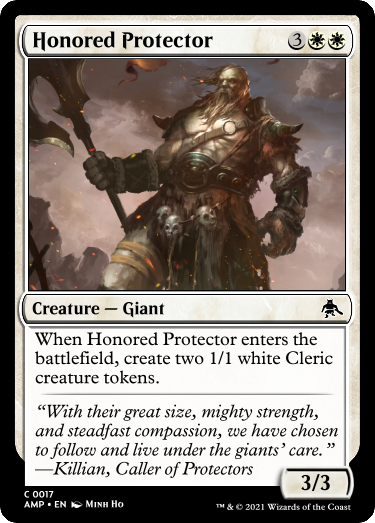 Honored Protector 3
Creature — Giant
When Honored Protector enters the
battlefield, create two 1/1 white Cleric
creature tokens.
“With their great size, mighty strength,
and steadfast compassion, we have chosen
to follow and live under the giants’ care.”
—Killian, Caller of Protectors
3/3
C 0017
AMP • EN Minh Ho
™ & © 2021 Wizards of the Coast